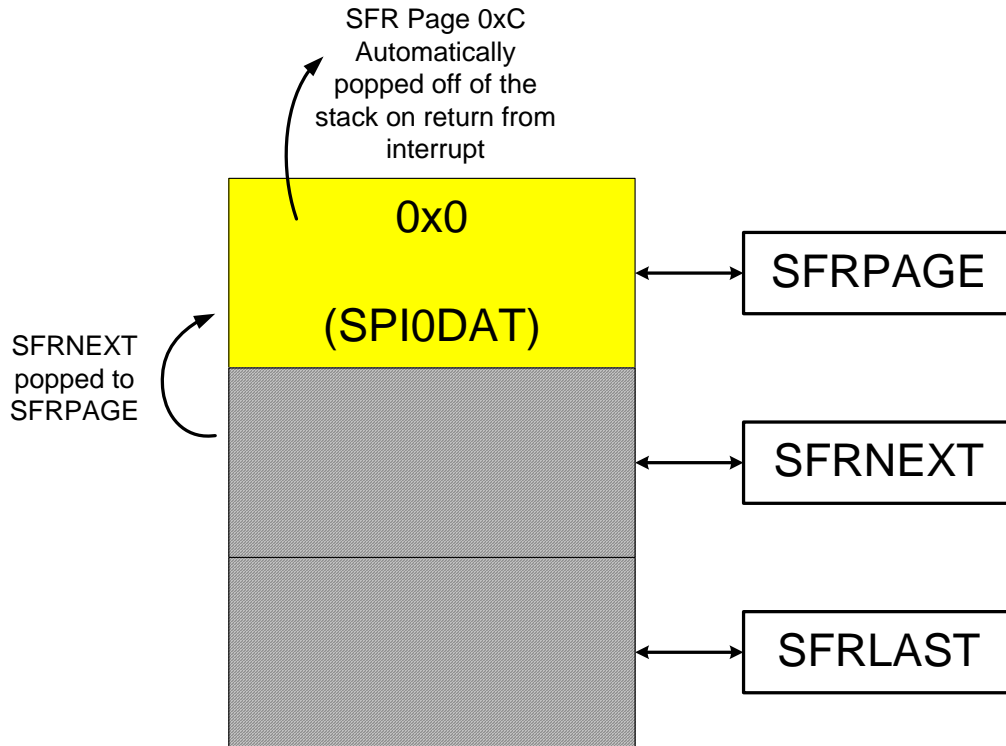 SFR Page 0xC
Automatically
popped off of the
stack on return from
interrupt
0x0
(SPI0DAT)
SFRPAGE
SFRNEXT
popped to
SFRPAGE
SFRNEXT
SFRLAST